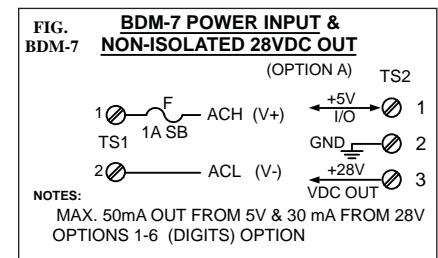 FIG. BDM-7
BDM-7 POWER INPUT &
NON-ISOLATED 28VDC OUT
(OPTION A)
TS2
1 F ACH (V+)
1A SB
TS1
2 ACL (V-)
+5V 1
I/O
GND 2
+28V 3
VDC OUT
NOTES:
MAX. 50mA OUT FROM 5V & 30 mA FROM 28V
OPTIONS 1-6 (DIGITS) OPTION